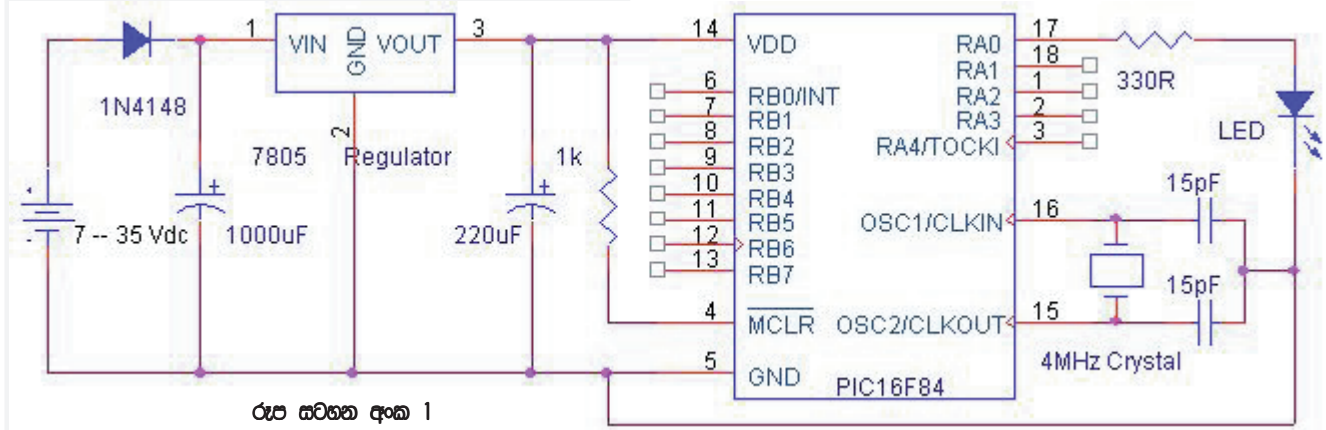 1N4148
7 -- 35 Vdc
+
-
1
VIN
GND
VOUT
3
2
7805 Regulator
+
1000uF
+
220uF
1k
14
VDD
6
RB0/INT
7
RB1
8
RB2
9
RB3
10
RB4
11
RB5
12
RB6
13
RB7
4
MCLR
5
GND
RA0
17
RA1
18
RA2
1
RA3
2
RA4/TOCKI
3
OSC1/CLKIN
16
OSC2/CLKOUT
15
PIC16F84
330R
LED
15pF
15pF
4MHz Crystal
රූප සටහන අංක 1